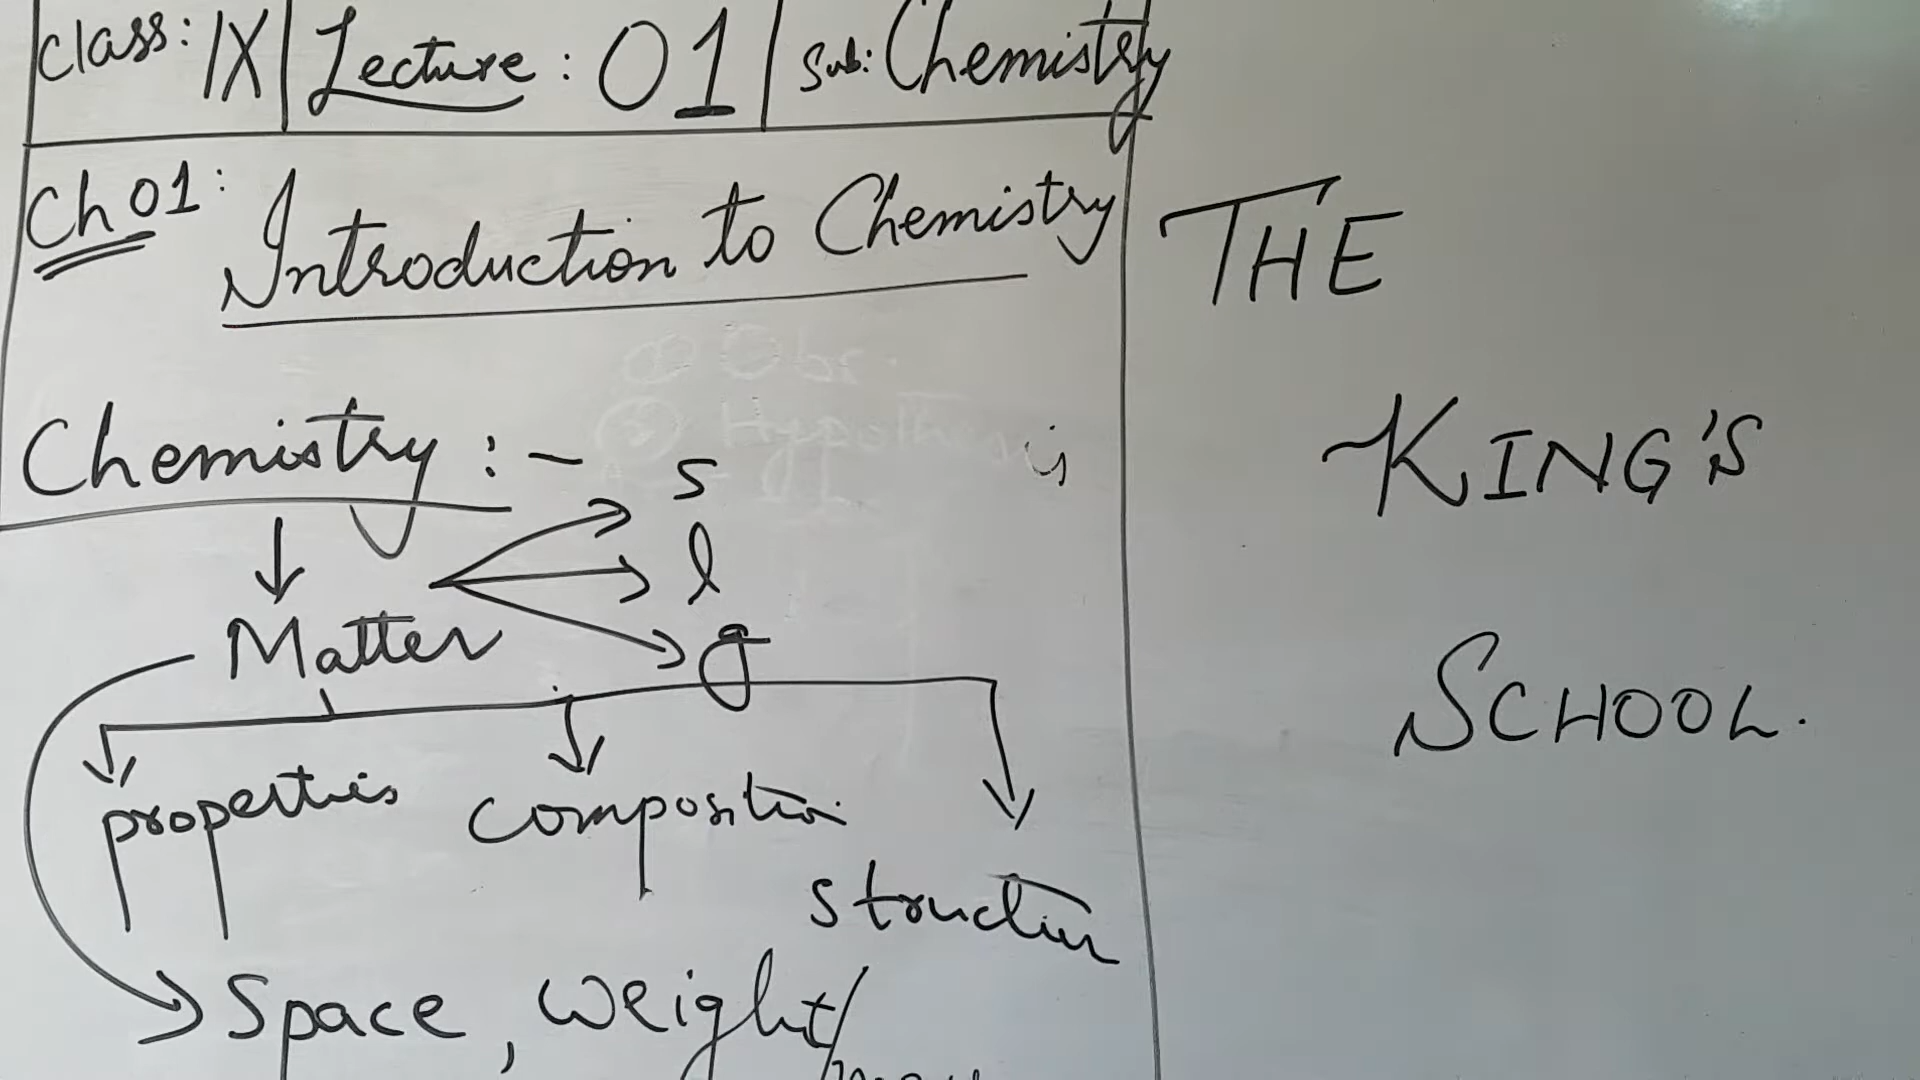 class: IX Lecture: 01 Sub: Chemistry
Ch 01: Introduction to Chemistry
THE
KING'S
SCHOOL.
Chemistry :-
s
l
g
Matter
properties composition
structure
Space, weight/